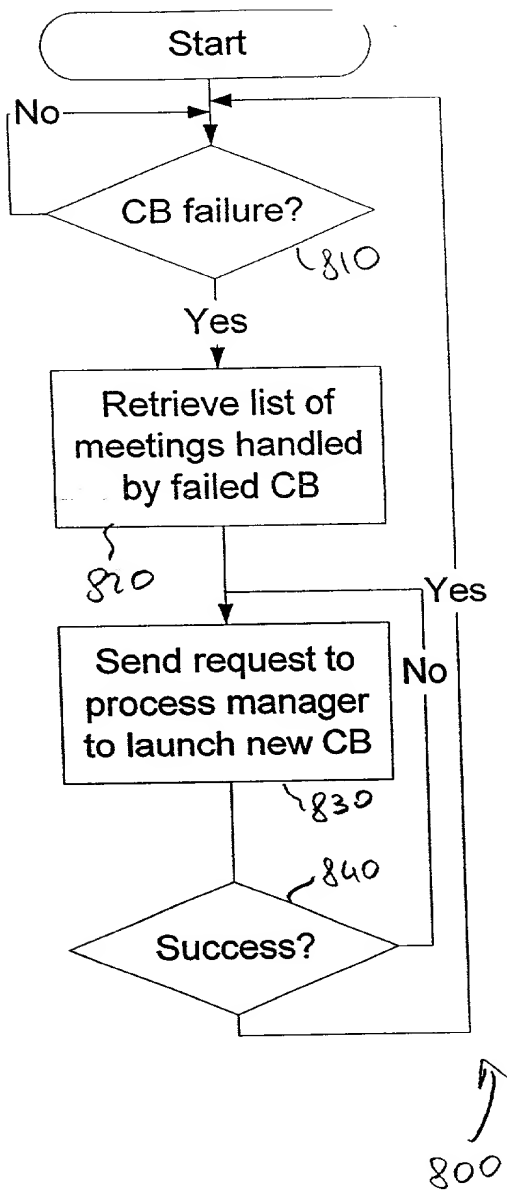 Start
No
CB failure?
810
Yes
Retrieve list of
meetings handled
by failed CB
820
Yes
No
Send request to
process manager
to launch new CB
830
840
Success?
800